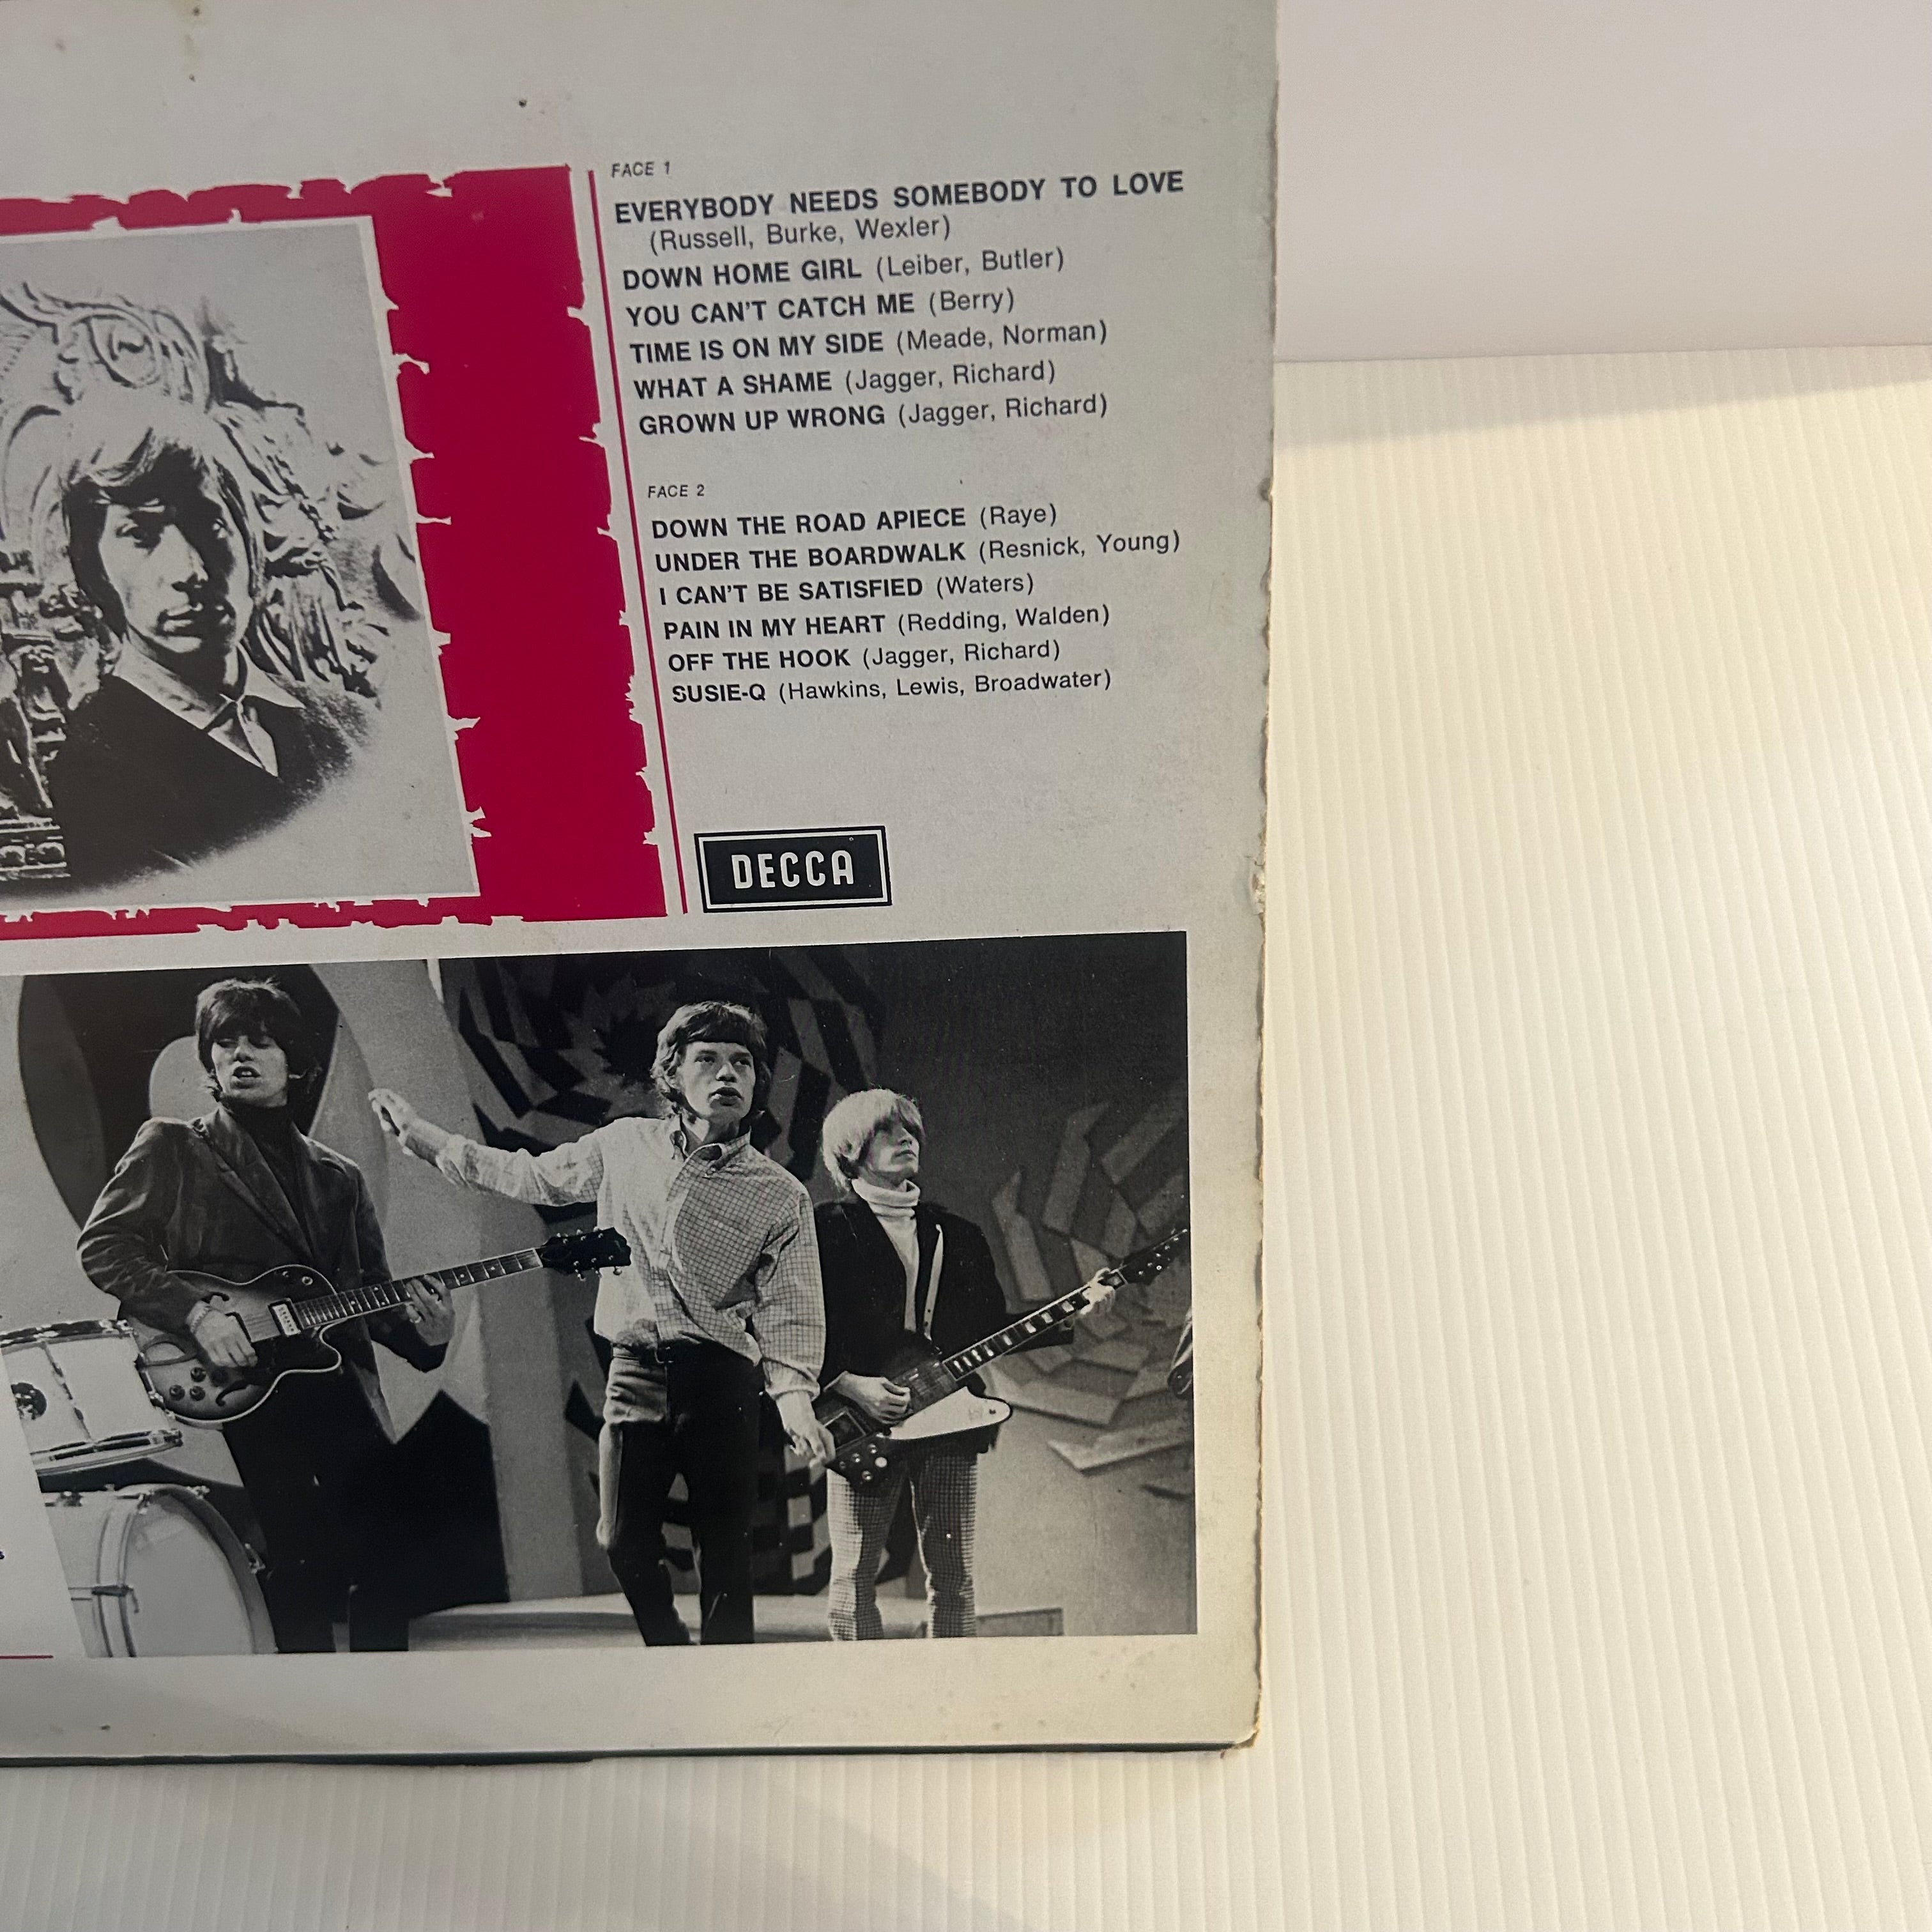 FACE 1
EVERYBODY NEEDS SOMEBODY TO LOVE
(Russell, Burke, Wexler)
DOWN HOME GIRL (Leiber, Butler)
YOU CAN'T CATCH ME (Berry)
TIME IS ON MY SIDE (Meade, Norman)
WHAT A SHAME (Jagger, Richard)
GROWN UP WRONG (Jagger, Richard)
FACE 2
DOWN THE ROAD APIECE (Raye)
UNDER THE BOARDWALK (Resnick, Young)
I CAN'T BE SATISFIED (Waters)
PAIN IN MY HEART (Redding, Walden)
OFF THE HOOK (Jagger, Richard)
SUSIE-Q (Hawkins, Lewis, Broadwater)
DECCA